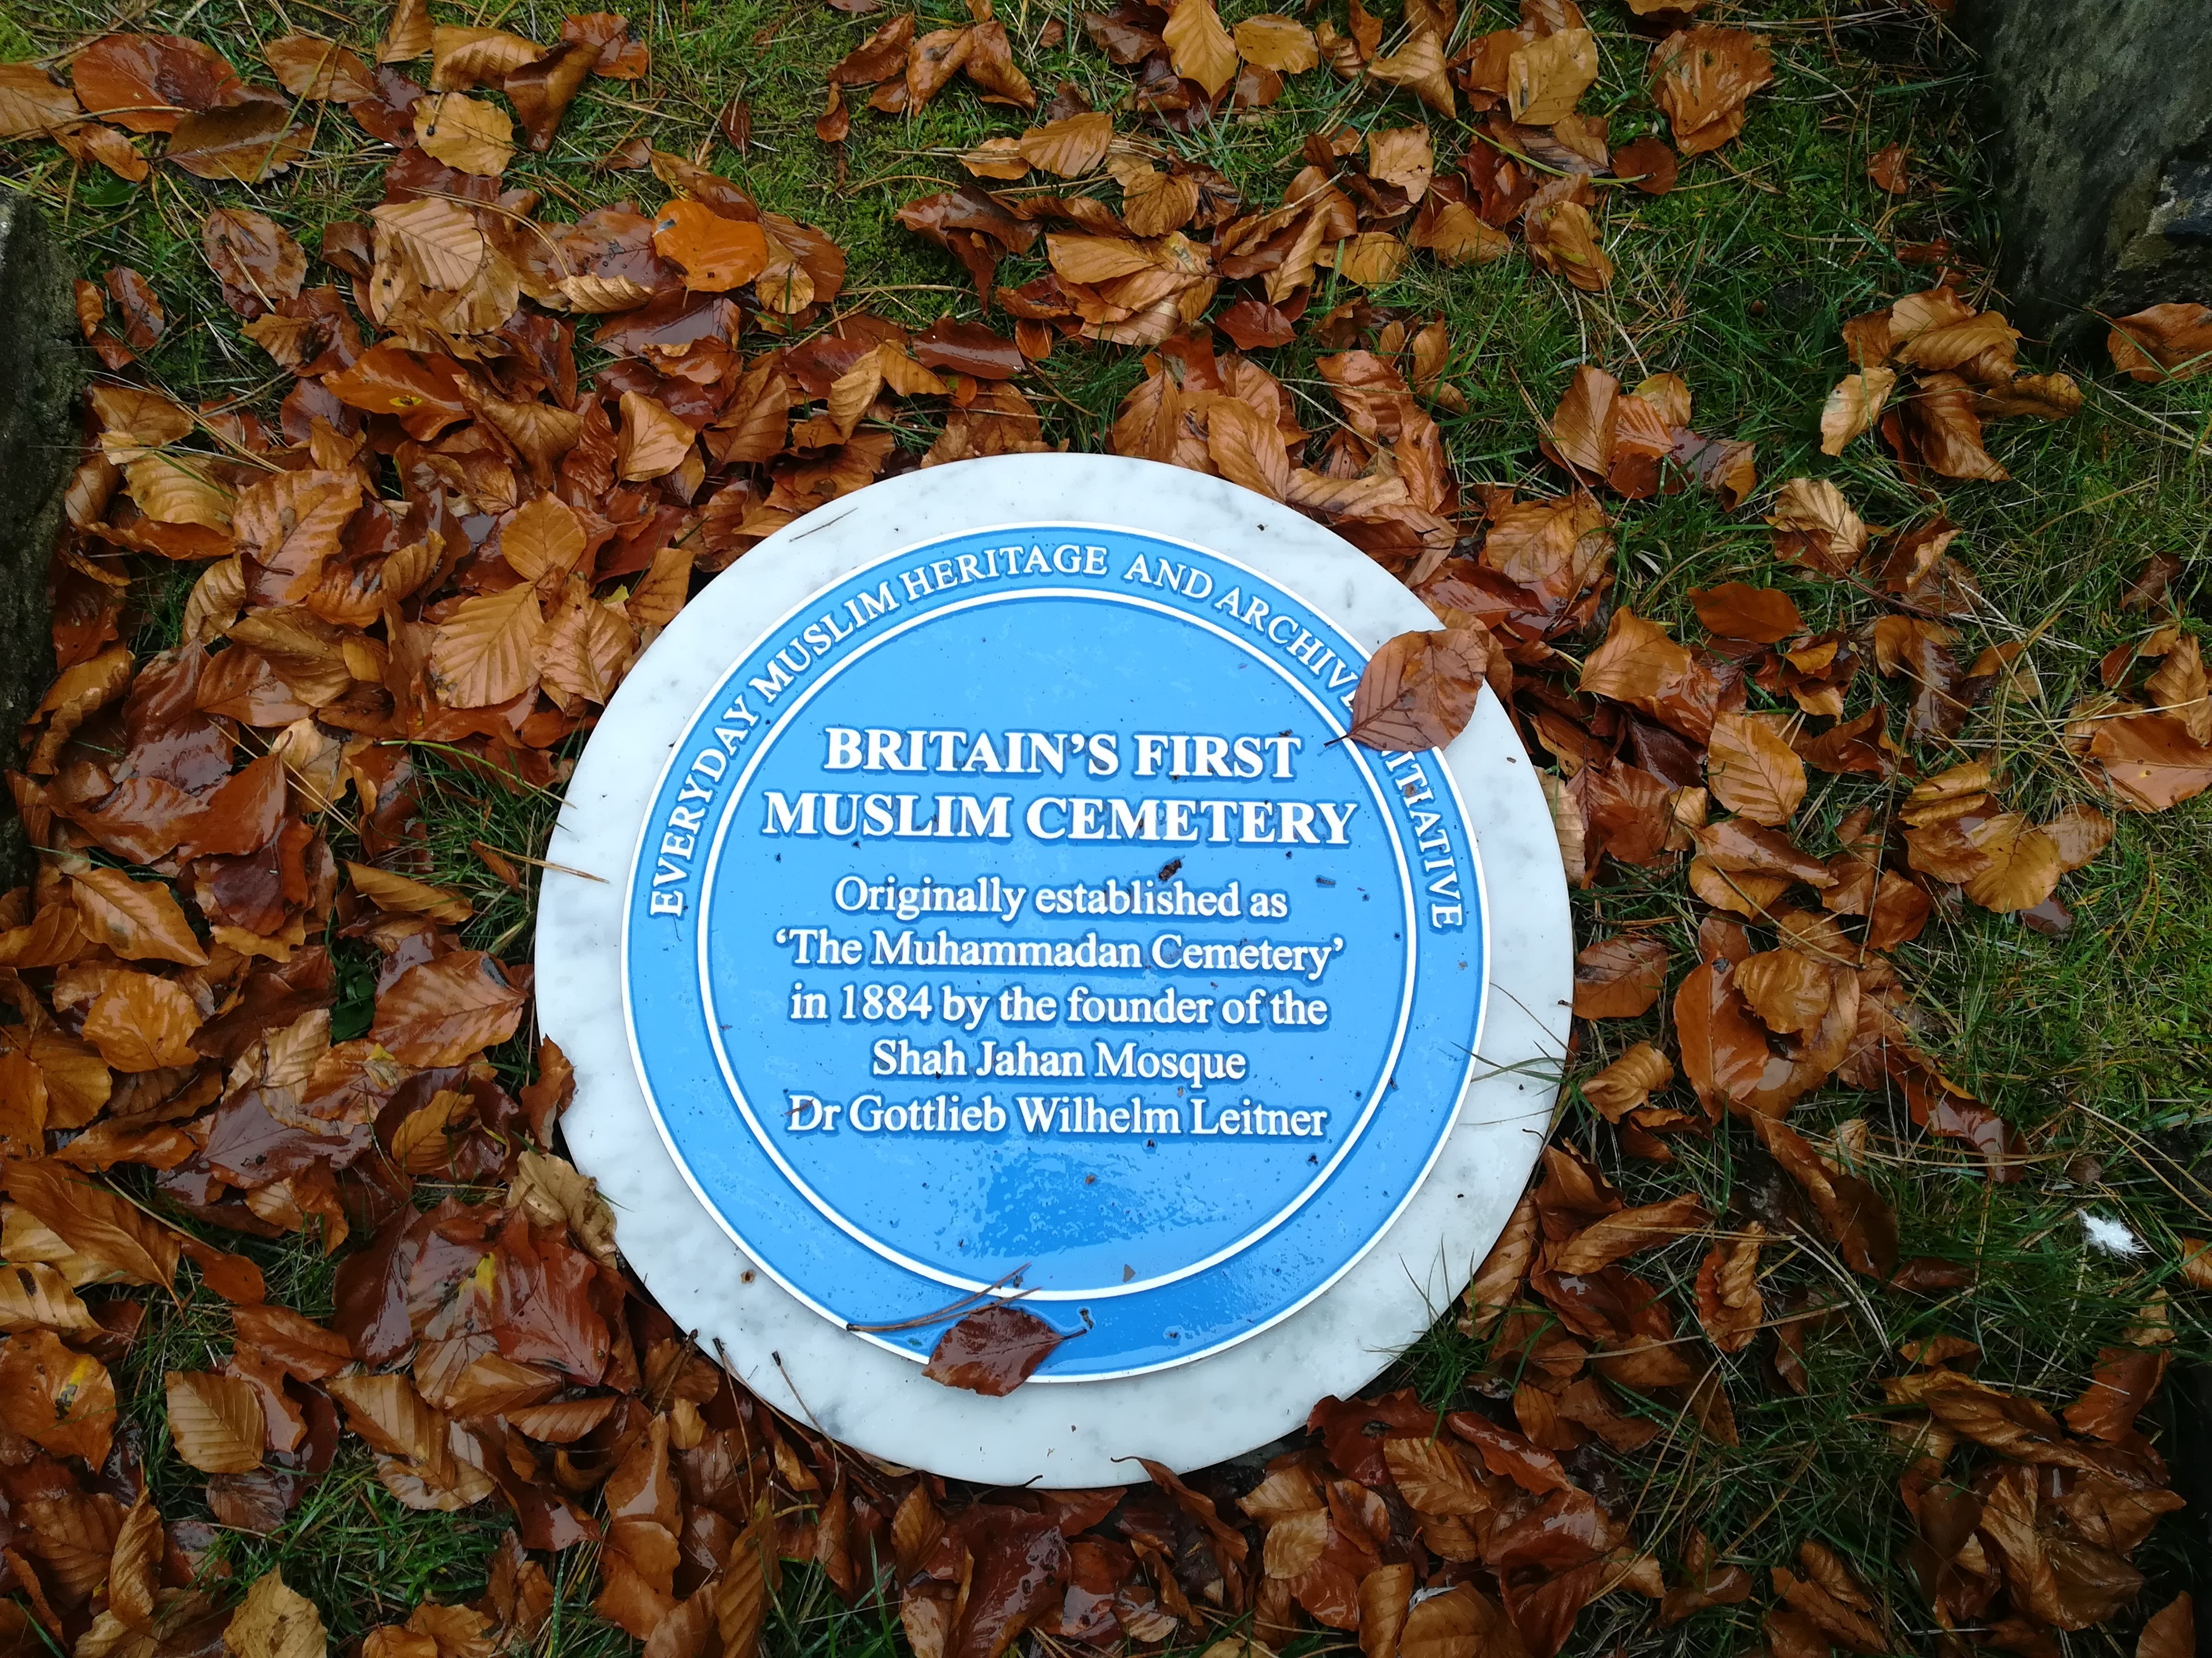 EVERYDAY MUSLIM HERITAGE AND ARCHIVE INITIATIVE
BRITAIN'S FIRST
MUSLIM CEMETERY
Originally established as
‘The Muhammadan Cemetery’
in 1884 by the founder of the
Shah Jahan Mosque
Dr Gottlieb Wilhelm Leitner